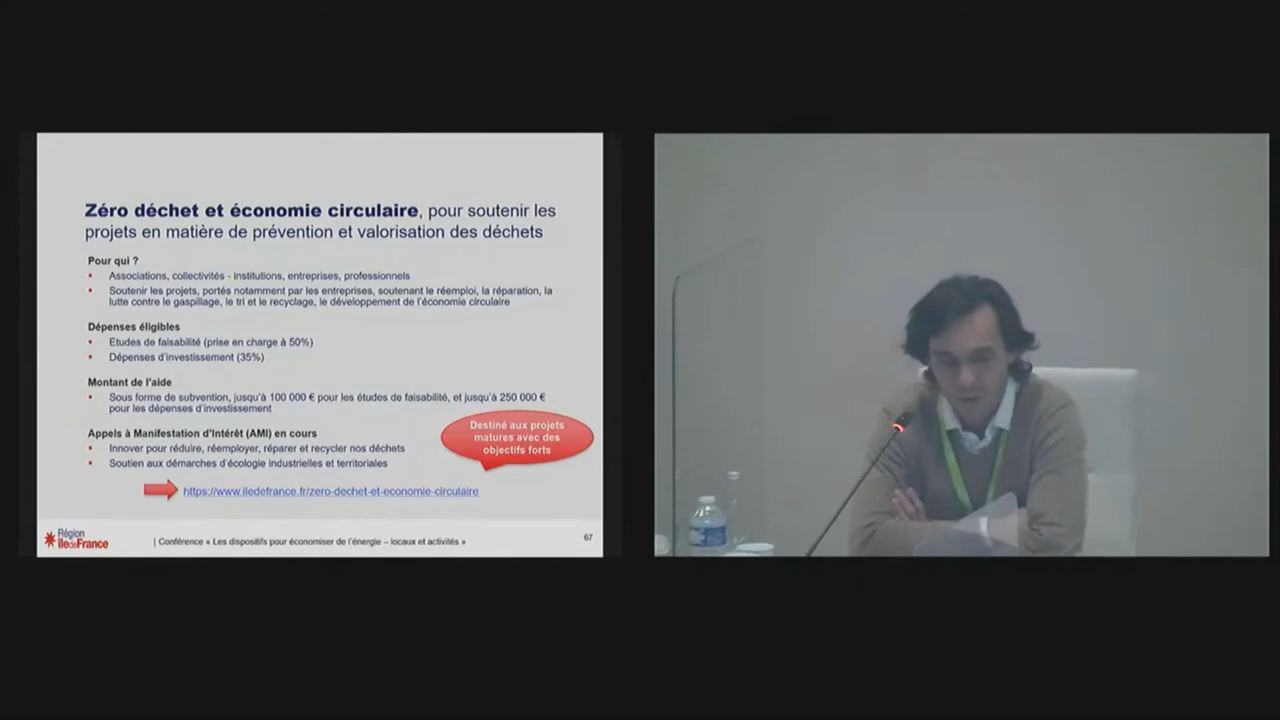 Zéro déchet et économie circulaire, pour soutenir les
projets en matière de prévention et valorisation des déchets
Pour qui ?
Associations, collectivités - institutions, entreprises, professionnels
Soutenir les projets, portés notamment par les entreprises, soutenant le réemploi, la réparation, la
lutte contre le gaspillage, le tri et le recyclage, le développement de l'économie circulaire
Dépenses éligibles
Etudes de faisabilité (prise en charge à 50%)
Dépenses d'investissement (35%)
Montant de l'aide
Sous forme de subvention, jusqu'à 100 000 € pour les études de faisabilité, et jusqu'à 250 000 €
pour les dépenses d'investissement
Appels à Manifestation d'Intérêt (AMI) en cours
Innover pour réduire, réemployer, réparer et recycler nos déchets
Soutien aux démarches d'écologie industrielles et territoriales
Destiné aux projets
matures avec des
objectifs forts
https://www.iledefrance.fr/zero-dechet-et-economie-circulaire
Région
île de France
| Conférence « Les dispositifs pour économiser de l'énergie – locaux et activités »
67